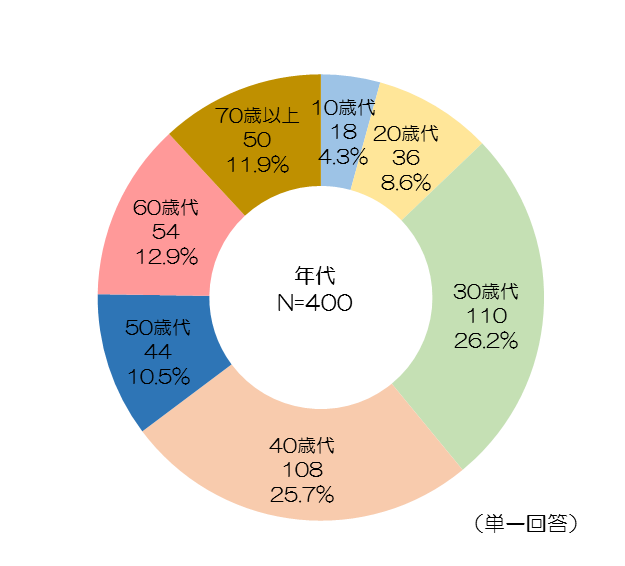 10歳代
18
4.3%
20歳代
36
8.6%
30歳代
110
26.2%
40歳代
108
25.7%
50歳代
44
10.5%
60歳代
54
12.9%
70歳以上
50
11.9%
年代
N=400
（単一回答）